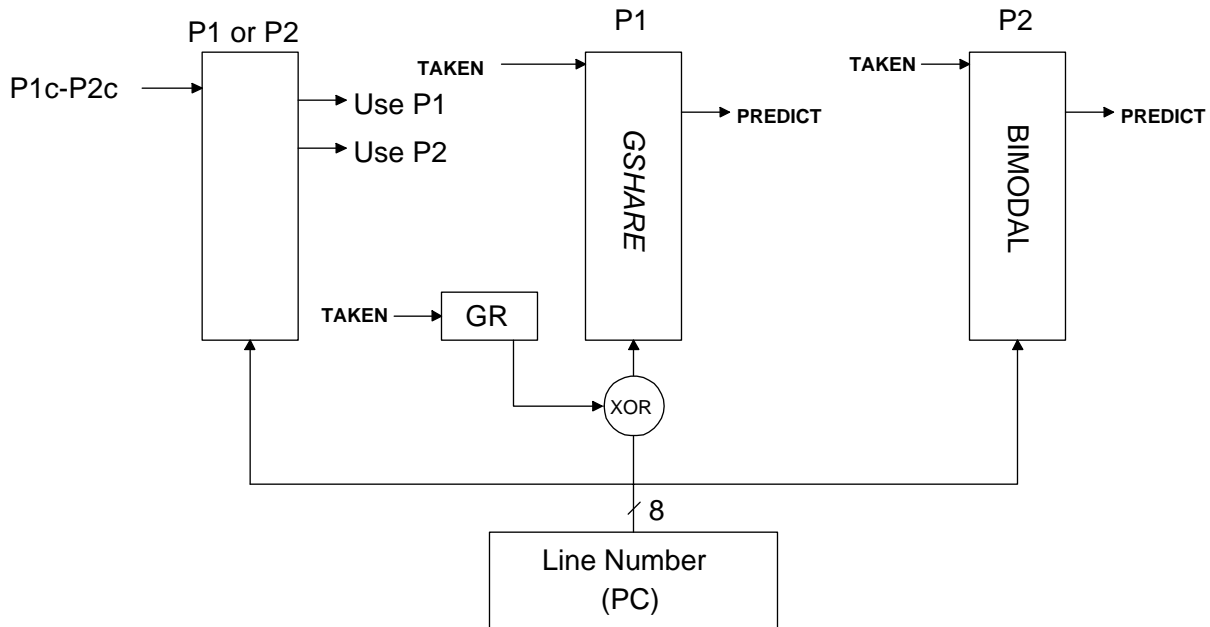 P1 or P2
P1
P2
P1c-P2c
TAKEN
TAKEN
Use P1
PREDICT
PREDICT
Use P2
GSHARE
BIMODAL
TAKEN
GR
XOR
8
Line Number
(PC)